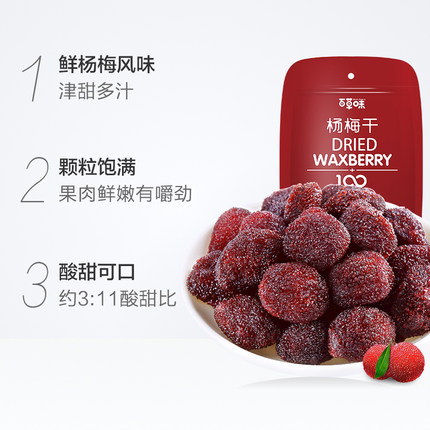 1 鲜杨梅风味
津甜多汁
2 颗粒饱满
果肉鲜嫩有嚼劲
3 酸甜可口
约3:11酸甜比
百草味
杨梅干
DRIED
WAXBERRY
100